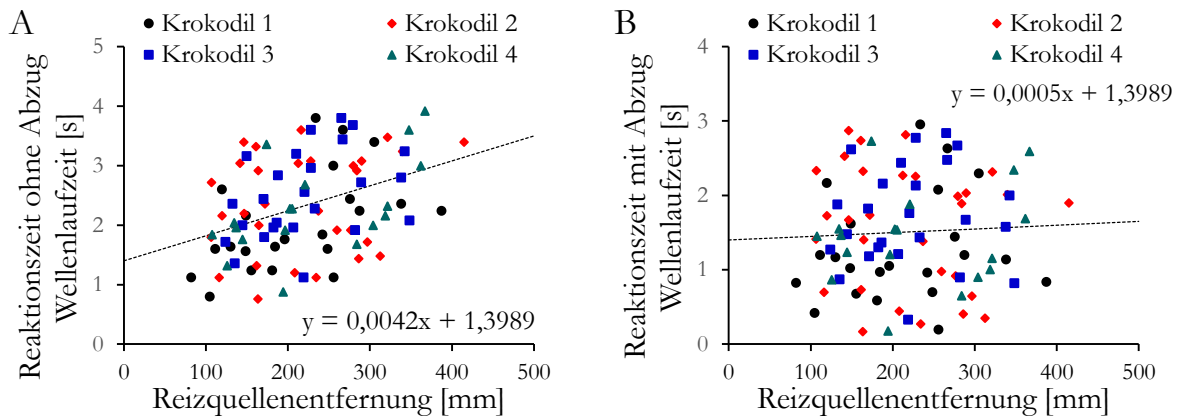 A
Krokodil 1
Krokodil 2
Krokodil 3
Krokodil 4
Reaktionszeit ohne Abzug
Wellenlaufzeit [s]
5
4
3
2
1
0
y = 0,0042x + 1,3989
0 100 200 300 400 500
Reizquellenentfernung [mm]
B
Krokodil 1
Krokodil 2
Krokodil 3
Krokodil 4
Reaktionszeit mit Abzug
Wellenlaufzeit [s]
4
3
2
1
0
y = 0,0005x + 1,3989
0 100 200 300 400 500
Reizquellenentfernung [mm]